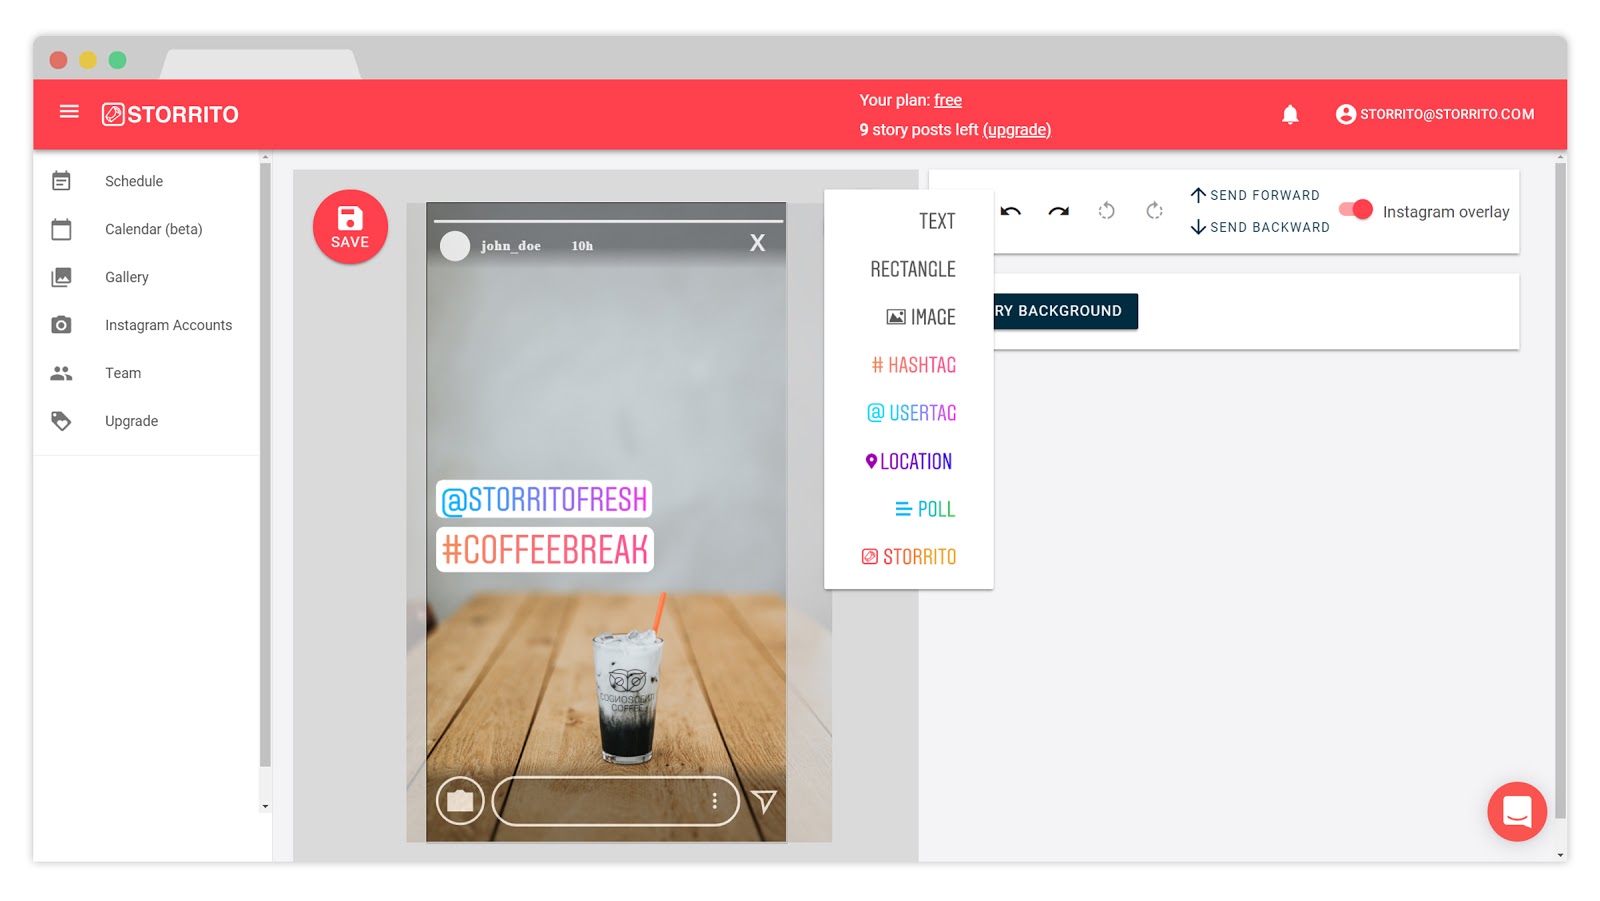 STORRITO
Your plan: free
9 story posts left (upgrade)
STORRITO@STORRITO.COM
Schedule
Calendar (beta)
Gallery
Instagram Accounts
Team
Upgrade
SAVE
john_doe 10h X
@STORRITOFRESH
#COFFEEBREAK
COGNOSCENTI
COFFEE
TEXT
RECTANGLE
IMAGE
# HASHTAG
@ USERTAG
LOCATION
POLL
STORRITO
SEND FORWARD
SEND BACKWARD
Instagram overlay
RY BACKGROUND